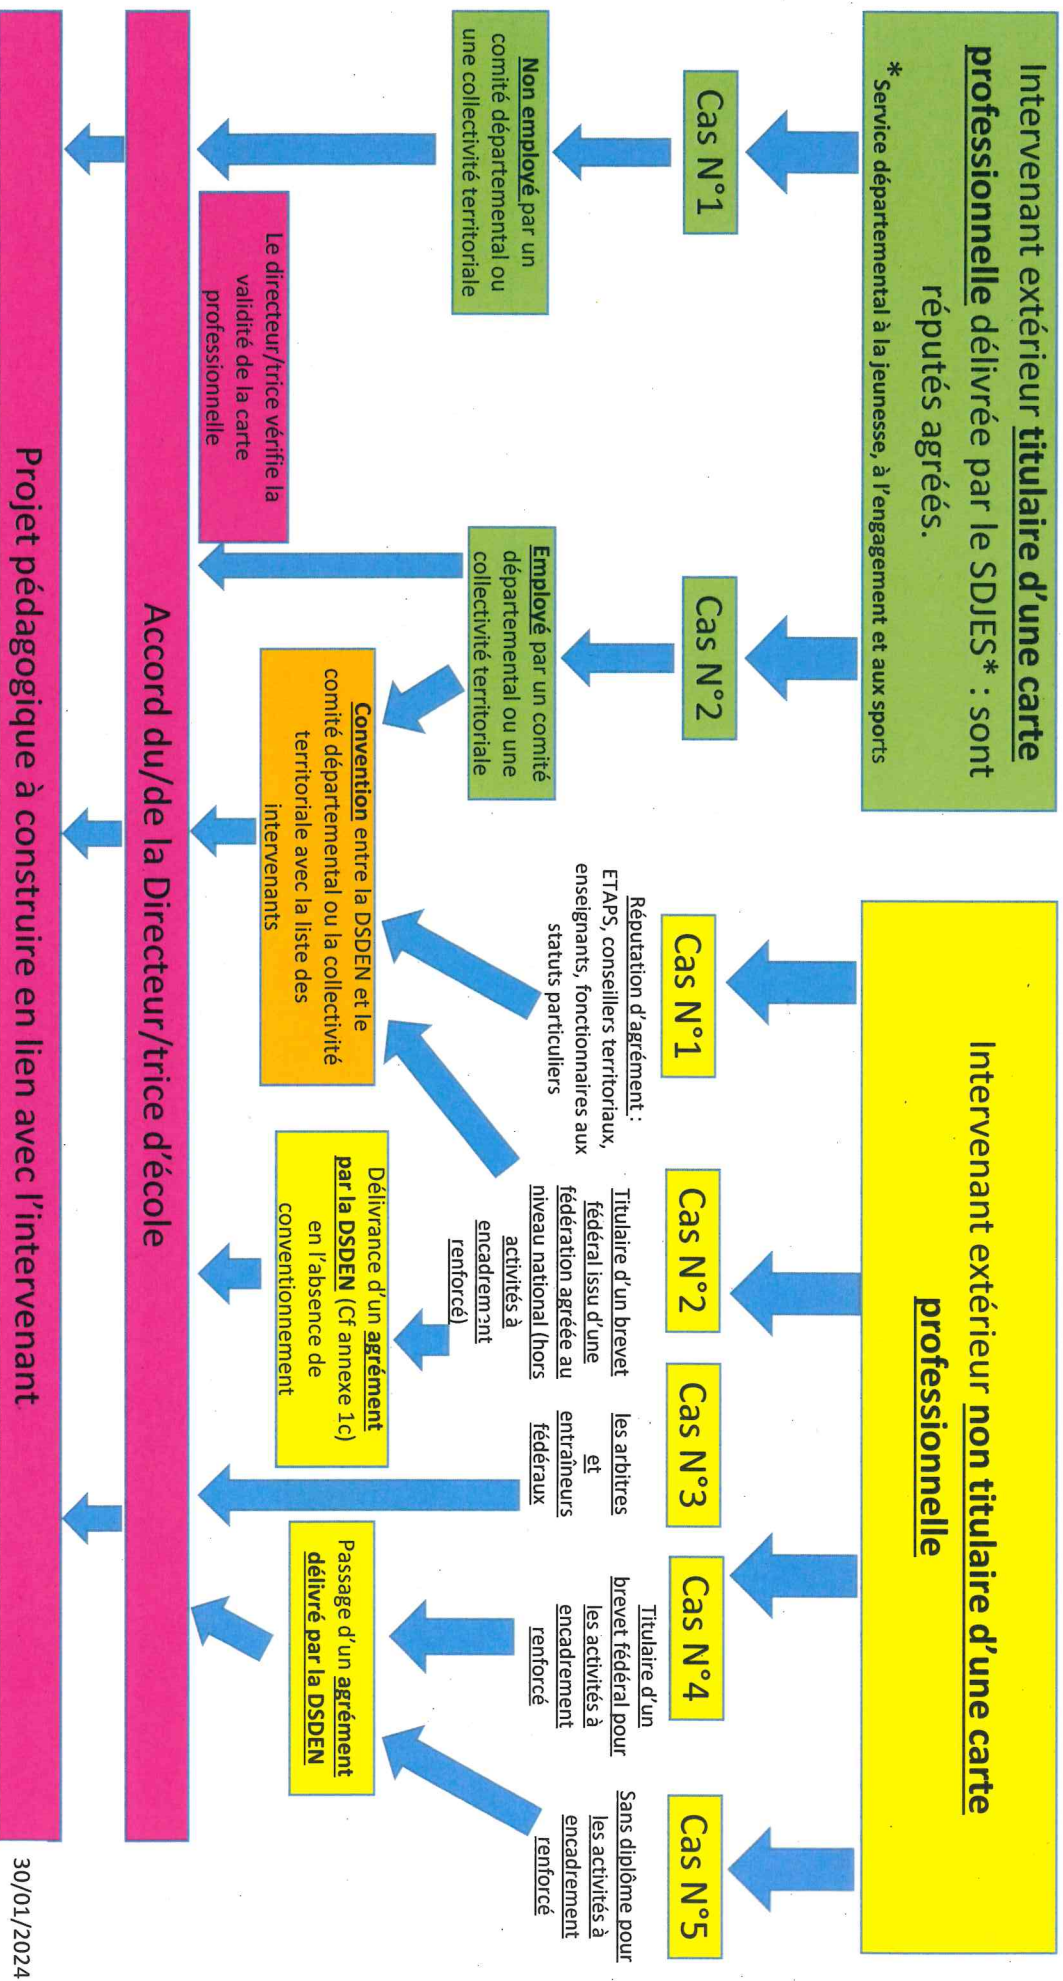 Intervenant extérieur titulaire d'une carte
professionnelle délivrée par le SDJES* : sont
réputés agréés.
*Service départemental à la jeunesse, à l'engagement et aux sports
Intervenant extérieur non titulaire d'une carte
professionnelle
Cas N°1
Cas N°2
Cas N°1
Cas N°2
Cas N°3
Cas N°4
Cas N°5
Non employé par un
comité départemental ou
une collectivité territoriale
Employé par un comité
départemental ou une
collectivité territoriale
Réputation d'agrément :
ETAPS, conseillers territoriaux,
enseignants, fonctionnaires aux
statuts particuliers
Titulaire d'un brevet
fédéral issu d'une
fédération agréée au
niveau national (hors
activités à
encadrement
renforcé)
les arbitres
et
entraîneurs
fédéraux
Titulaire d'un
brevet fédéral pour
les activités à
encadrement
renforcé
Sans diplôme pour
les activités à
encadrement
renforcé
Le directeur/trice vérifie la
validité de la carte
professionnelle
Convention entre la DSDEN et le
comité départemental ou la collectivité
territoriale avec la liste des
intervenants
Délivrance d'un agrément
par la DSDEN (Cf annexe 1c)
en l'absence de
conventionnement
Passage d'un agrément
délivré par la DSDEN
Accord du/de la Directeur/trice d'école
Projet pédagogique à construire en lien avec l'intervenant
30/01/2024